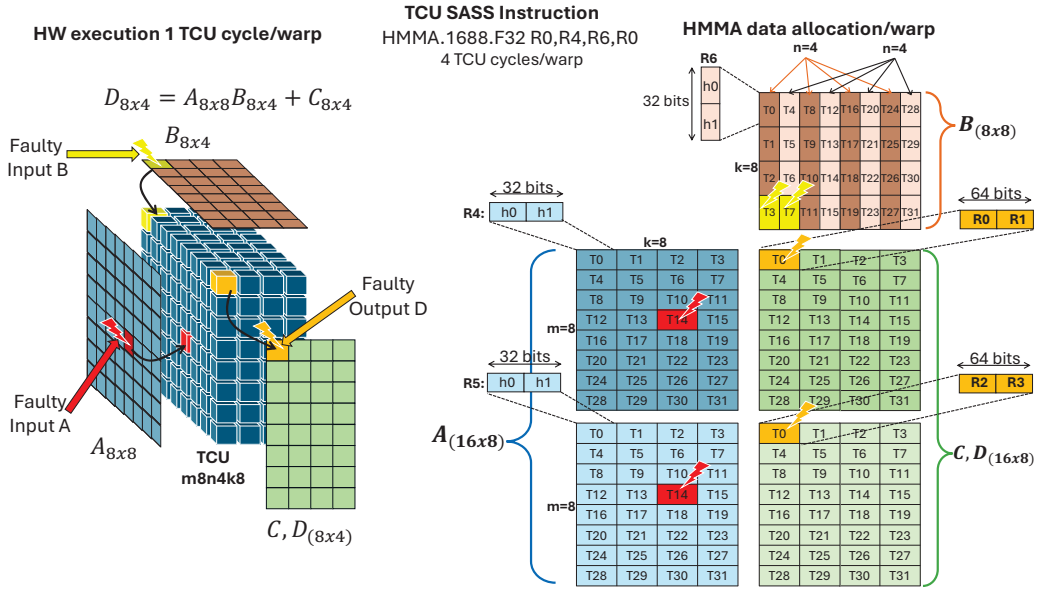 HW execution 1 TCU cycle/warp
D8x4 = A8x8B8x4 + C8x4
B8x4
Faulty
Input B
Faulty
Output D
Faulty
Input A
A8x8
TCU
m8n4k8
C, D(8x4)
TCU SASS Instruction
HMMA.1688.F32 R0,R4,R6,R0
4 TCU cycles/warp
HMMA data allocation/warp
n=4 n=4
R6
32 bits
h0
h1
T0 T4 T8 T12 T16 T20 T24 T28
T1 T5 T9 T13 T17 T21 T25 T29
k=8
T2 T6 T10 T14 T18 T22 T26 T30
T3 T7 T11 T15 T19 T23 T27 T31
B(8x8)
32 bits
R4: h0 h1
64 bits
R0 R1
k=8
m=8
T0 T1 T2 T3
T4 T5 T6 T7
T8 T9 T10 T11
T12 T13 T14 T15
T16 T17 T18 T19
T20 T21 T22 T23
T24 T25 T26 T27
T28 T29 T30 T31
T0 T1 T2 T3
T4 T5 T6 T7
T8 T9 T10 T11
T12 T13 T14 T15
T16 T17 T18 T19
T20 T21 T22 T23
T24 T25 T26 T27
T28 T29 T30 T31
32 bits
R5: h0 h1
64 bits
R2 R3
A(16x8)
m=8
T0 T1 T2 T3
T4 T5 T6 T7
T8 T9 T10 T11
T12 T13 T14 T15
T16 T17 T18 T19
T20 T21 T22 T23
T24 T25 T26 T27
T28 T29 T30 T31
T0 T1 T2 T3
T4 T5 T6 T7
T8 T9 T10 T11
T12 T13 T14 T15
T16 T17 T18 T19
T20 T21 T22 T23
T24 T25 T26 T27
T28 T29 T30 T31
C, D(16x8)